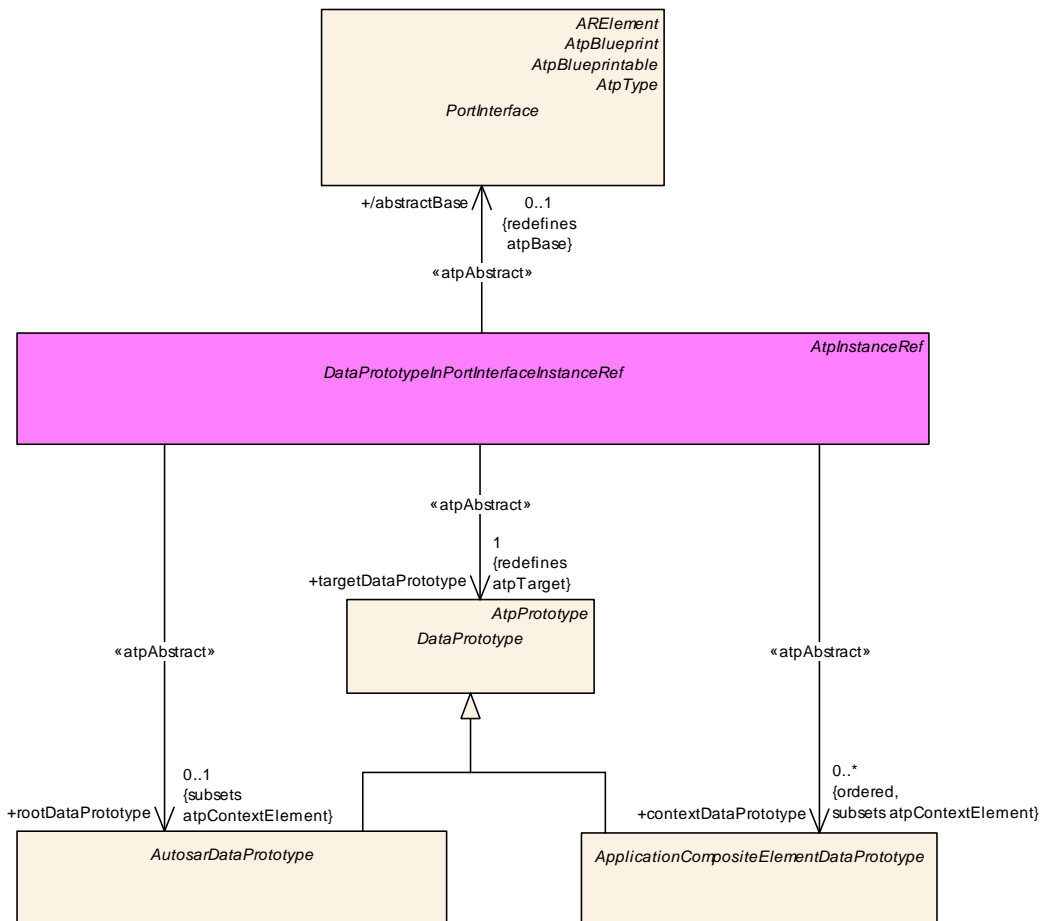 ARElement
AtpBlueprint
AtpBlueprintable
AtpType
PortInterface
+/abstractBase
0..1
{redefines
atpBase}
«atpAbstract»
AtpInstanceRef
DataPrototypeInPortInterfaceInstanceRef
«atpAbstract»
1
{redefines
atpTarget}
+targetDataPrototype
AtpPrototype
DataPrototype
«atpAbstract»
«atpAbstract»
0..1
{subsets
atpContextElement}
+rootDataPrototype
0..*
{ordered,
subsets atpContextElement}
+contextDataPrototype
AutosarDataPrototype
ApplicationCompositeElementDataPrototype